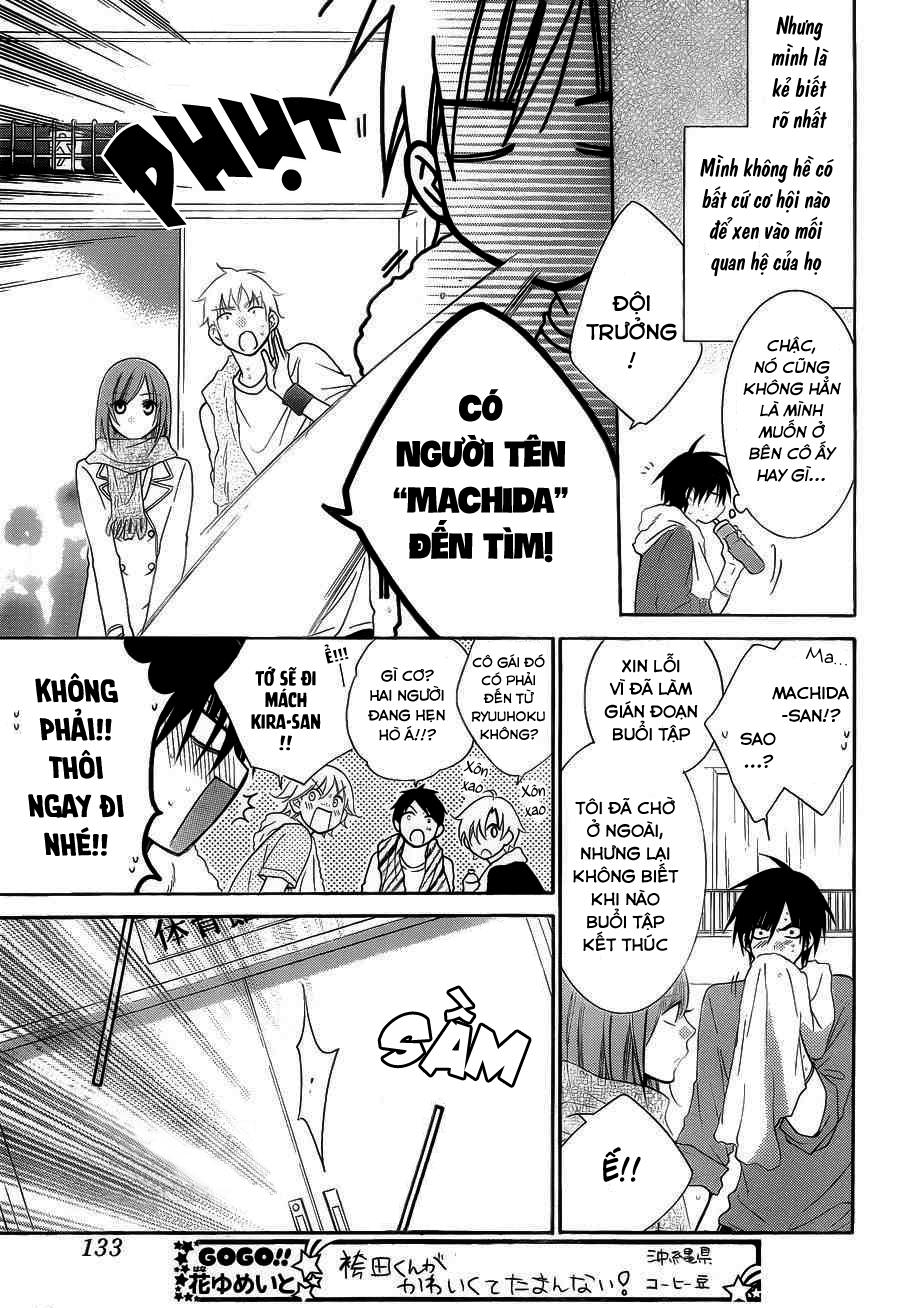 Nhưng
mình là
kẻ biết
rõ nhất
Mình không hề có
bất cứ cơ hội nào
để xen vào mối
quan hệ của họ
PHỤT
ĐỘI
TRƯỞNG
!
CHẬC,
NÓ CŨNG
KHÔNG HẲN
LÀ MÌNH
MUỐN Ở
BÊN CÔ ẤY
HAY GÌ...
CÓ
NGƯỜI TÊN
“MACHIDA”
ĐẾN TÌM!
Ma...
MACHIDA
-SAN!?
SAO
...?
XIN LỖI
VÌ ĐÃ LÀM
GIÁN ĐOẠN
BUỔI TẬP
TÔI ĐÃ CHỜ
Ở NGOÀI,
NHƯNG LẠI
KHÔNG BIẾT
KHI NÀO
BUỔI TẬP
KẾT THÚC
Ế!!
CÔ GÁI ĐÓ
CÓ PHẢI
ĐẾN TỪ
RYUUHOKU
KHÔNG?
Xôn
xao
Xôn
xao
GÌ CƠ?
HAI NGƯỜI
ĐANG HẸN
HÒ Á!!?
Ể!!!
TỚ SẼ ĐI
MÁCH
KIRA-SAN
!!
KHÔNG
PHẢI!!
THÔI
NGAY ĐI
NHÉ!!
体育館
SẦM
133
GOGO!!
花ゆめいと
袴田くんが
かわいくてたまんない!
沖縄県
コーヒー豆